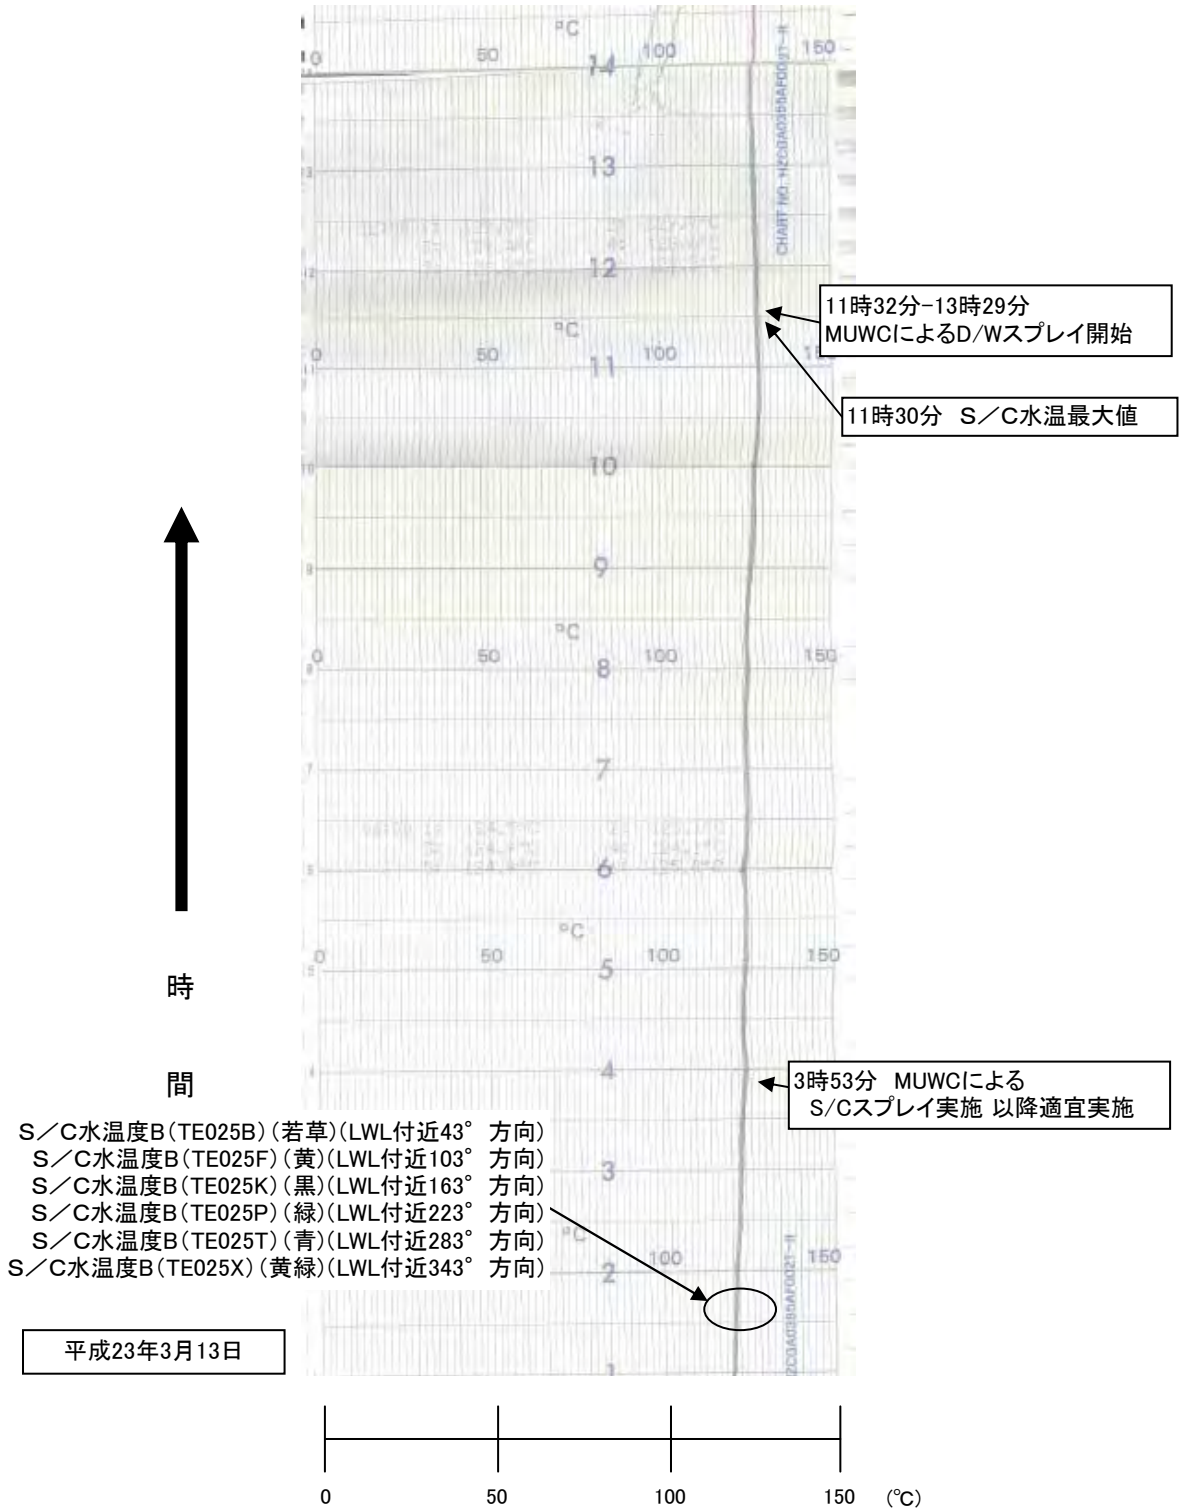 °C
0 50 100 150
14
CHART NO. HZCGA0355AF0021-R
13
12
11時32分-13時29分
MUWCによるD/Wスプレイ開始
°C
0 50 100
11
11時30分 S/C水温最大値
10
9
°C
0 50 100 150
8
7
6
°C
0 50 100 150
5
4
3時53分 MUWCによる
S/Cスプレイ実施 以降適宜実施
3
°C
100 150
2
1
時
間
S/C水温度B(TE025B)(若草)(LWL付近43°方向)
S/C水温度B(TE025F)(黄)(LWL付近103°方向)
S/C水温度B(TE025K)(黒)(LWL付近163°方向)
S/C水温度B(TE025P)(緑)(LWL付近223°方向)
S/C水温度B(TE025T)(青)(LWL付近283°方向)
S/C水温度B(TE025X)(黄緑)(LWL付近343°方向)
平成23年3月13日
0 50 100 150 (℃)